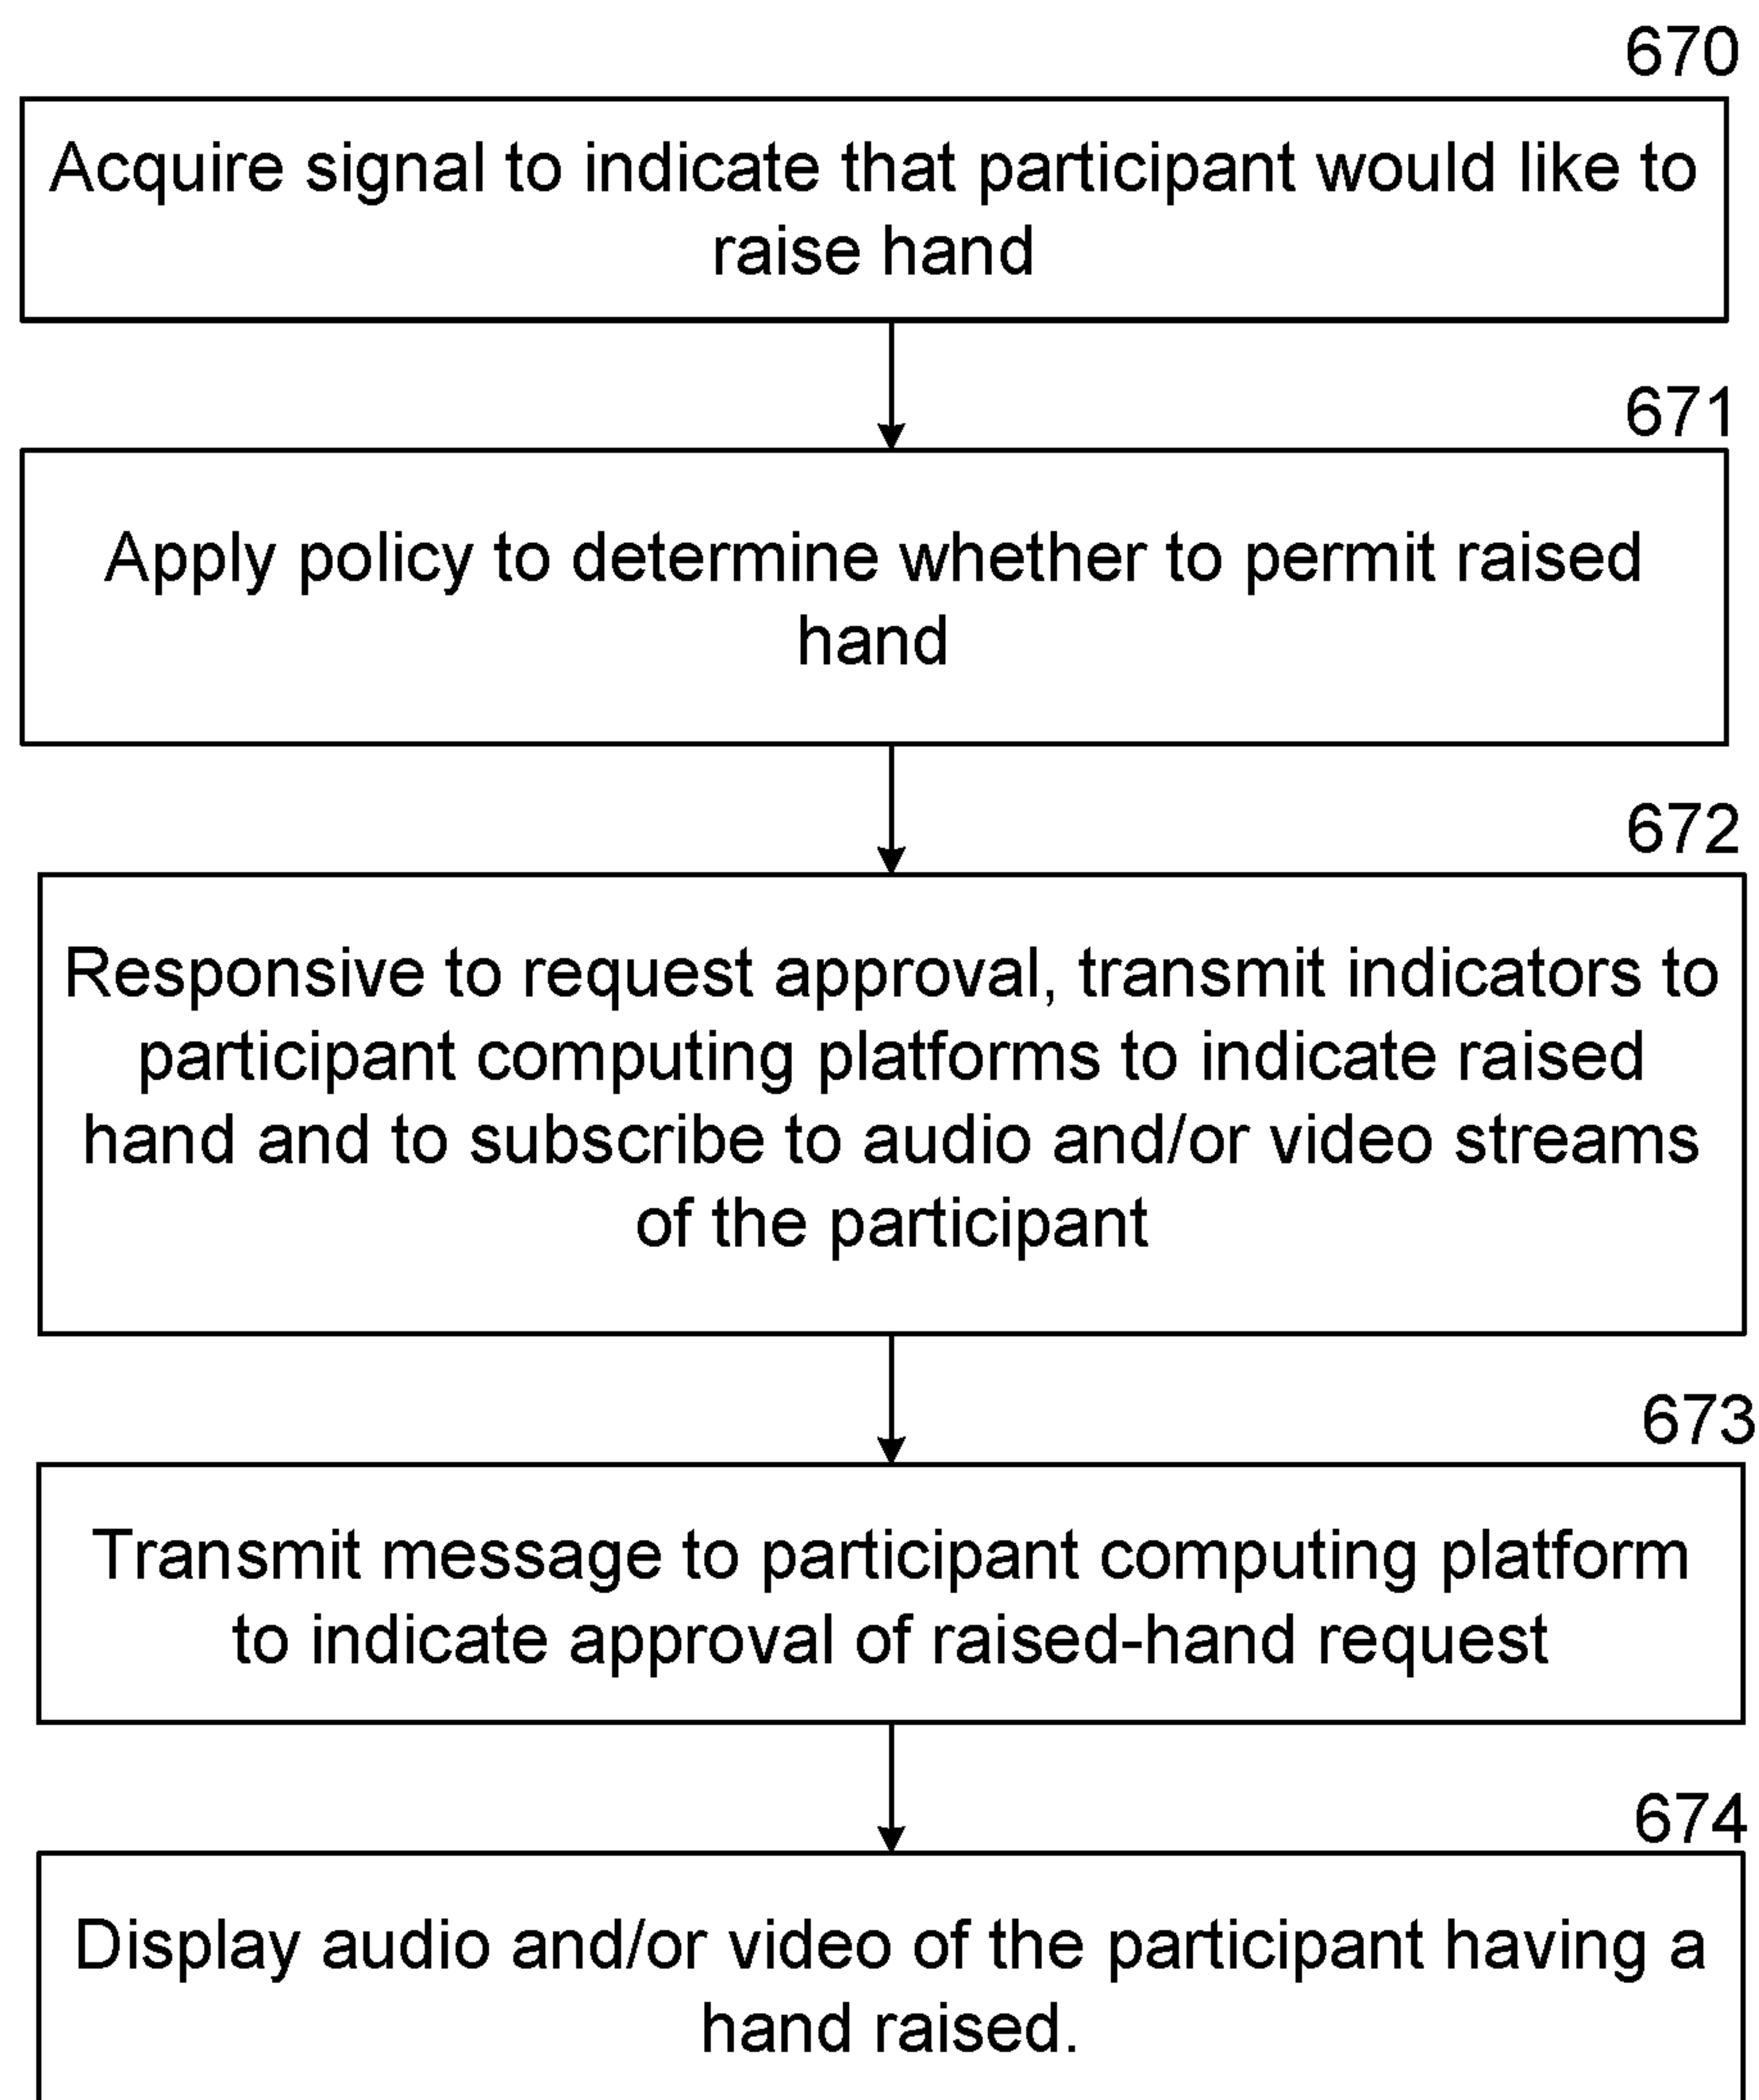 670
Acquire signal to indicate that participant would like to
raise hand
671
Apply policy to determine whether to permit raised
hand
672
Responsive to request approval, transmit indicators to
participant computing platforms to indicate raised
hand and to subscribe to audio and/or video streams
of the participant
673
Transmit message to participant computing platform
to indicate approval of raised-hand request
674
Display audio and/or video of the participant having a
hand raised.